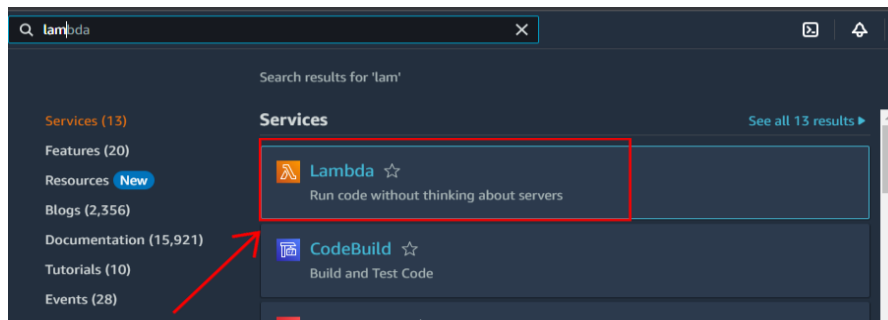 lambda
Search results for 'lam'
Services (13)
Features (20)
Resources New
Blogs (2,356)
Documentation (15,921)
Tutorials (10)
Events (28)
Services
See all 13 results
Lambda
Run code without thinking about servers
CodeBuild
Build and Test Code